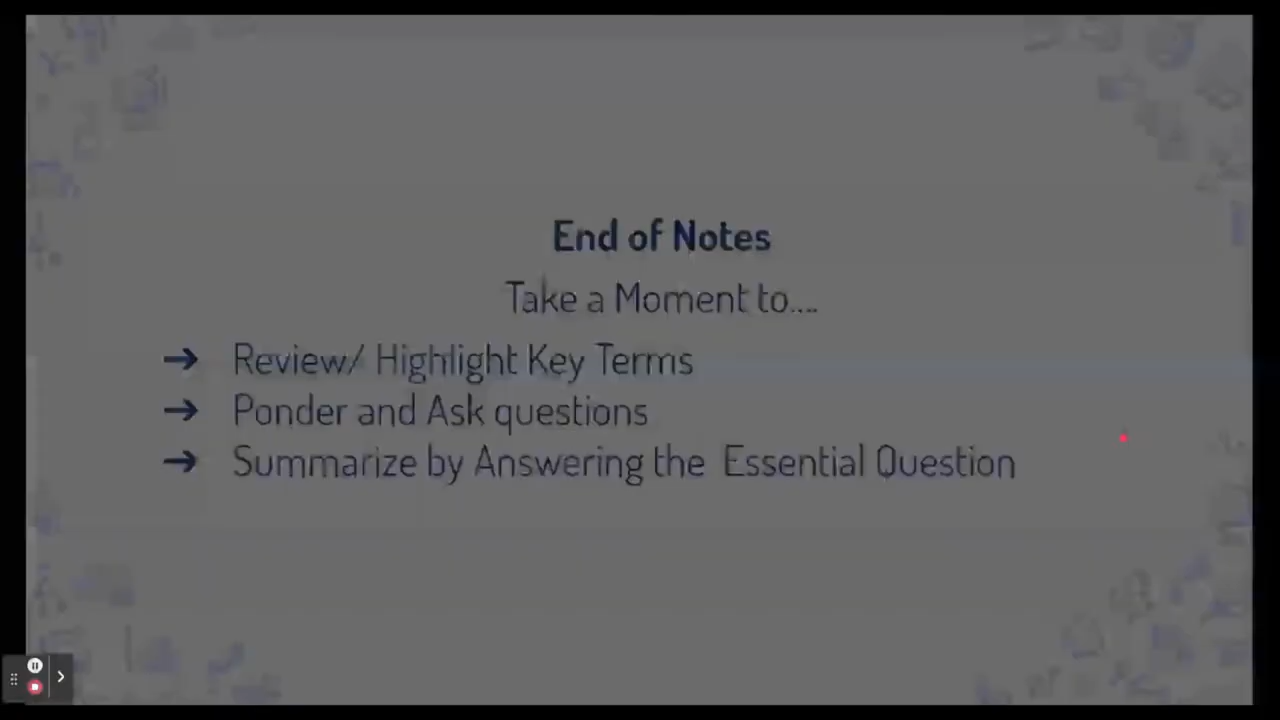 End of Notes
Take a Moment to....
➔ Review/ Highlight Key Terms
➔ Ponder and Ask questions
➔ Summarize by Answering the Essential Question